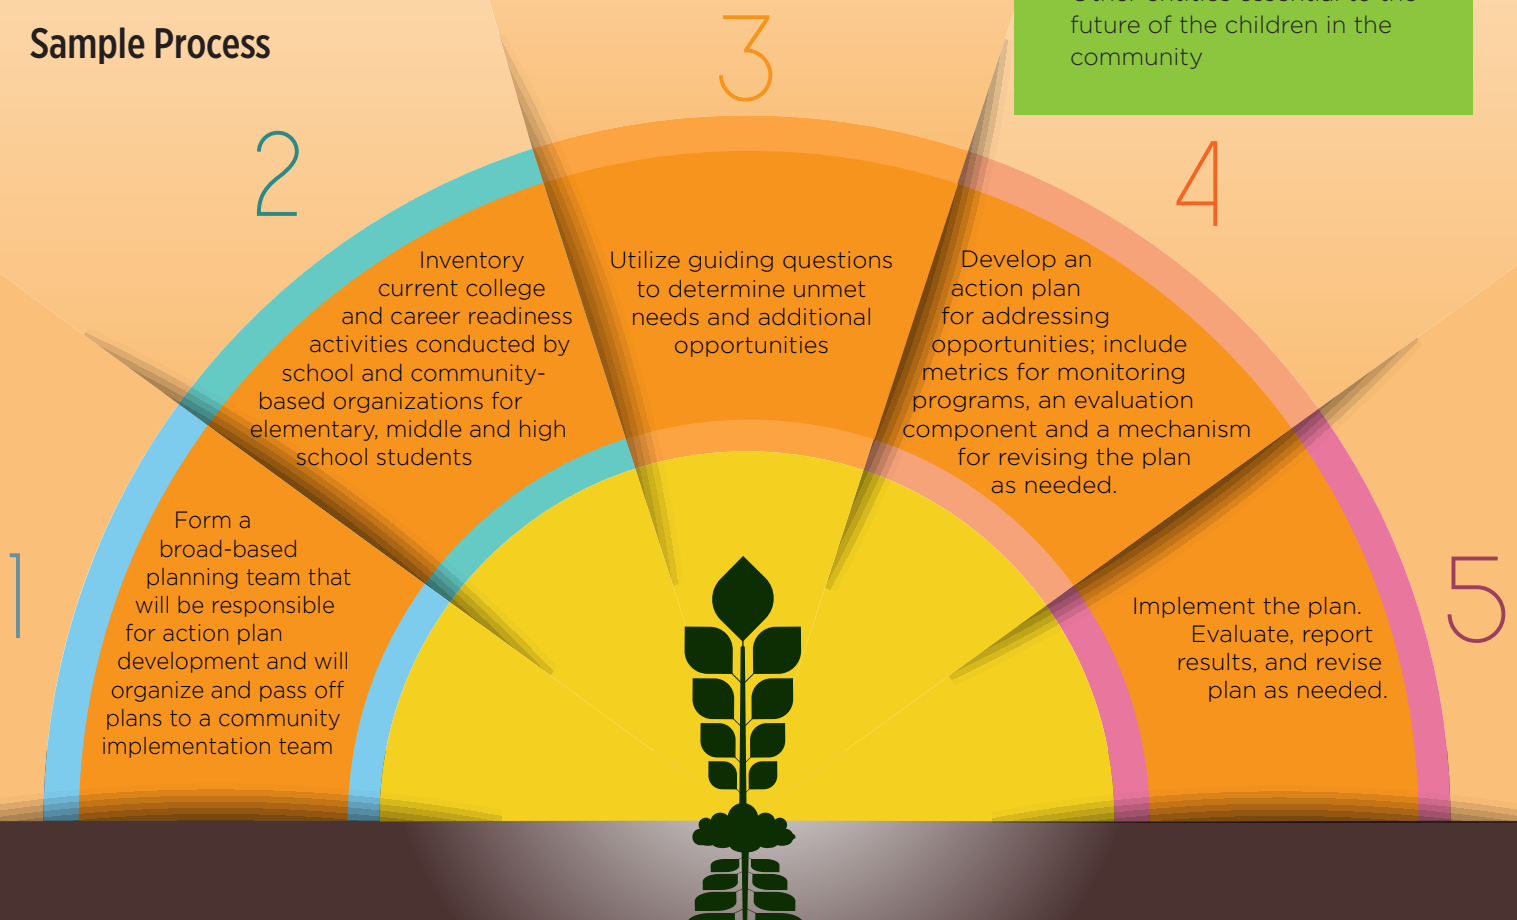 Sample Process
future of the children in the
community
1
Form a
broad-based
planning team that
will be responsible
for action plan
development and will
organize and pass off
plans to a community
implementation team
2
Inventory
current college
and career readiness
activities conducted by
school and community-
based organizations for
elementary, middle and high
school students
3
Utilize guiding questions
to determine unmet
needs and additional
opportunities
4
Develop an
action plan
for addressing
opportunities; include
metrics for monitoring
programs, an evaluation
component and a mechanism
for revising the plan
as needed.
5
Implement the plan.
Evaluate, report
results, and revise
plan as needed.